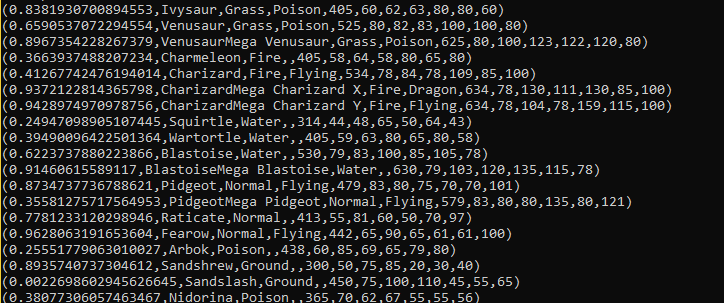 (0.8381930700894553,Ivysaur,Grass,Poison,405,60,62,63,80,80,60)
(0.6590537072294554,Venusaur,Grass,Poison,525,80,82,83,100,100,80)
(0.8967354228267379,VenusaurMega Venusaur,Grass,Poison,625,80,100,123,122,120,80)
(0.3663937488207234,Charmeleon,Fire,,405,58,64,58,80,65,80)
(0.41267742476194014,Charizard,Fire,Flying,534,78,84,78,109,85,100)
(0.9372122814365798,CharizardMega Charizard X,Fire,Dragon,634,78,130,111,130,85,100)
(0.9428974970978756,CharizardMega Charizard Y,Fire,Flying,634,78,104,78,159,115,100)
(0.24947098905107445,Squirtle,Water,,314,44,48,65,50,64,43)
(0.39490096422501364,Wartortle,Water,,405,59,63,80,65,80,58)
(0.6223737880223866,Blastoise,Water,,530,79,83,100,85,105,78)
(0.91460615589117,BlastoiseMega Blastoise,Water,,630,79,103,120,135,115,78)
(0.8734737736788621,Pidgeot,Normal,Flying,479,83,80,75,70,70,101)
(0.35581275717564953,PidgeotMega Pidgeot,Normal,Flying,579,83,80,80,135,80,121)
(0.7781233120298946,Raticate,Normal,,413,55,81,60,50,70,97)
(0.9628063191653604,Fearow,Normal,Flying,442,65,90,65,61,61,100)
(0.25551779063010027,Arbok,Poison,,438,60,85,69,65,79,80)
(0.8935740737304612,Sandshrew,Ground,,300,50,75,85,20,30,40)
(0.0022698602945626645,Sandslash,Ground,,450,75,100,110,45,55,65)
(0.38077306057463467,Nidorina,Poison,,365,70,62,67,55,55,56)